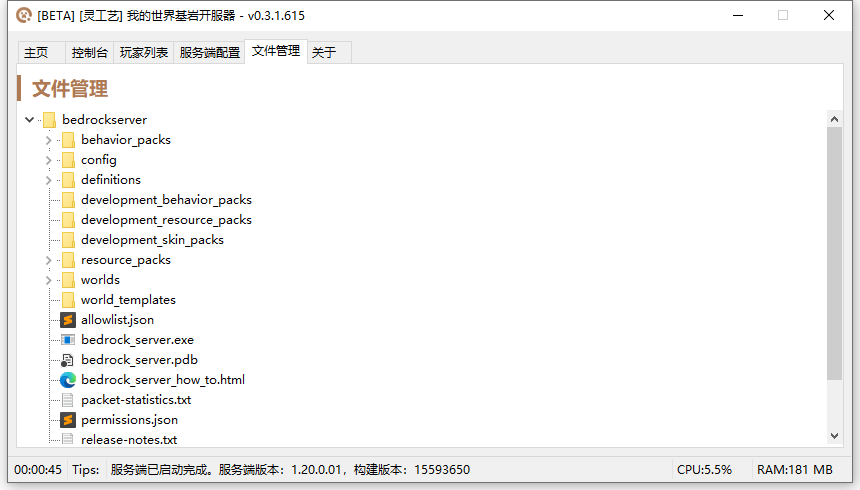 [BETA] [灵工艺] 我的世界基岩开服器 - v0.3.1.615
主页 控制台 玩家列表 服务端配置 文件管理 关于
文件管理
bedrockserver
behavior_packs
config
definitions
development_behavior_packs
development_resource_packs
development_skin_packs
resource_packs
worlds
world_templates
allowlist.json
bedrock_server.exe
bedrock_server.pdb
bedrock_server_how_to.html
packet-statistics.txt
permissions.json
release-notes.txt
00:00:45 Tips: 服务端已启动完成。服务端版本：1.20.0.01，构建版本：15593650 CPU:5.5% RAM:181 MB